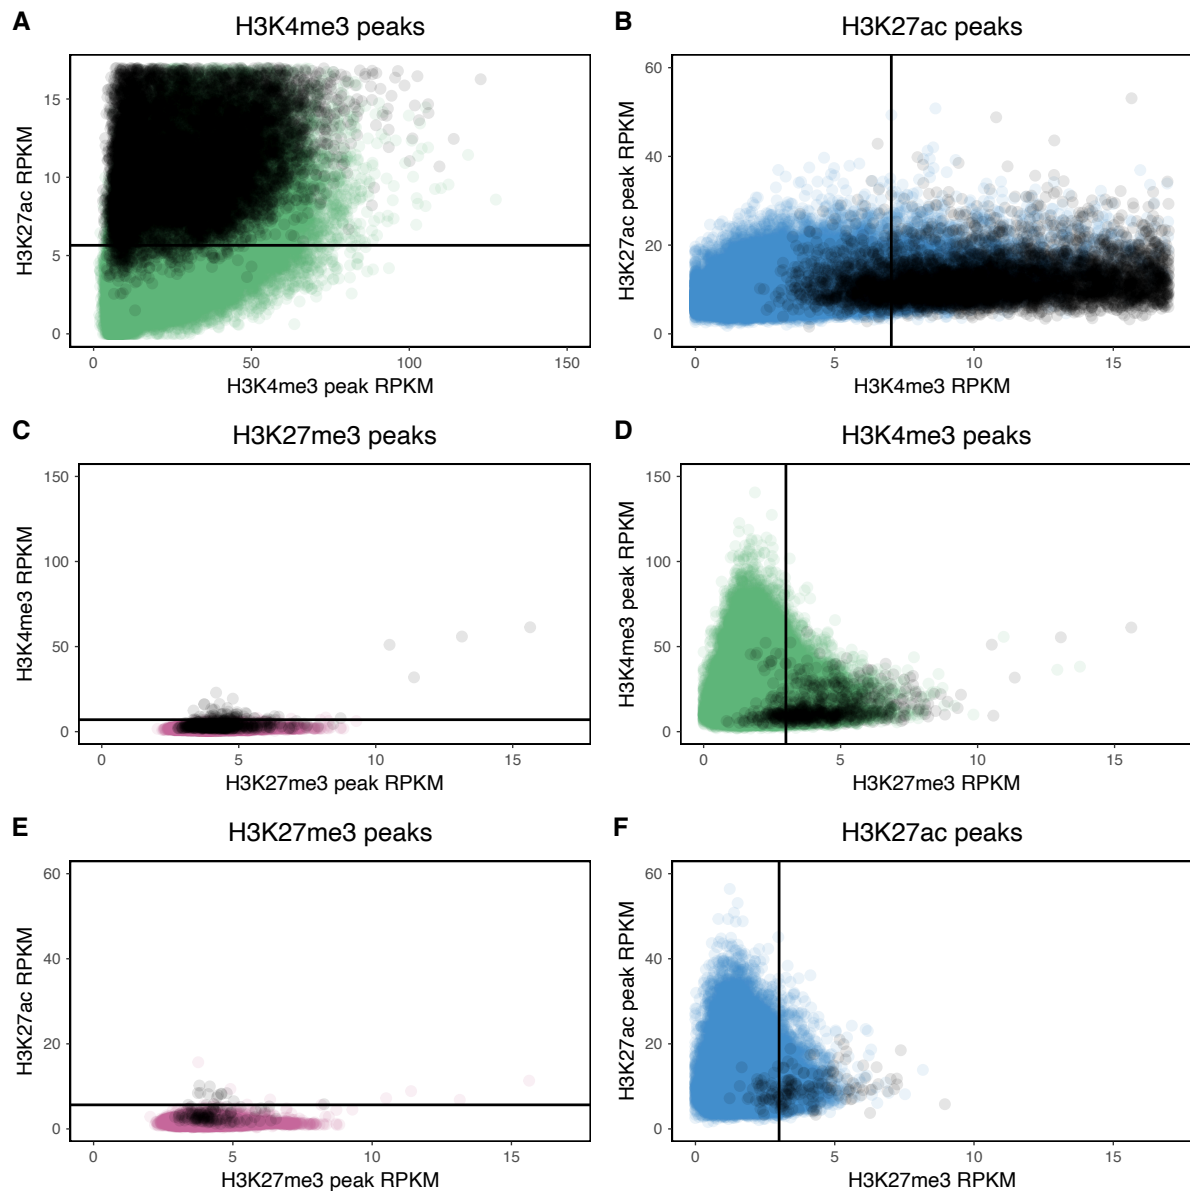 A
H3K4me3 peaks
H3K27ac RPKM
15
10
5
0
0 50 100 150
H3K4me3 peak RPKM
B
H3K27ac peaks
H3K27ac peak RPKM
60
40
20
0
0 5 10 15
H3K4me3 RPKM
C
H3K27me3 peaks
H3K4me3 RPKM
150
100
50
0
0 5 10 15
H3K27me3 peak RPKM
D
H3K4me3 peaks
H3K4me3 peak RPKM
150
100
50
0
0 5 10 15
H3K27me3 RPKM
E
H3K27me3 peaks
H3K27ac RPKM
60
40
20
0
0 5 10 15
H3K27me3 peak RPKM
F
H3K27ac peaks
H3K27ac peak RPKM
60
40
20
0
0 5 10 15
H3K27me3 RPKM